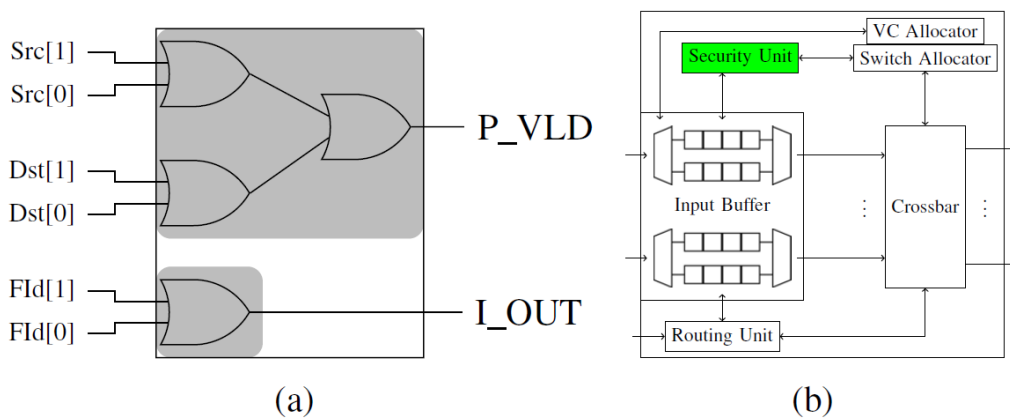 Src[1]
Src[0]
Dst[1]
Dst[0]
FId[1]
FId[0]
P_VLD
I_OUT
(a)
VC Allocator
Security Unit
Switch Allocator
Input Buffer
Crossbar
Routing Unit
(b)